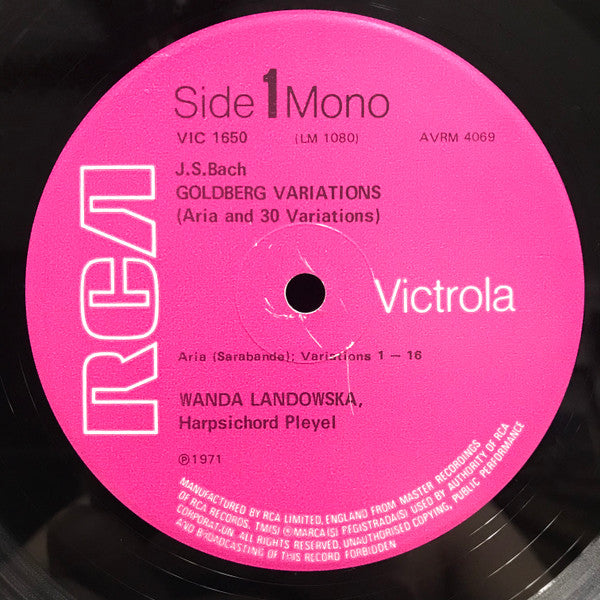 Side 1 Mono
VIC 1650 (LM 1080) AVRM 4069
J.S.Bach
GOLDBERG VARIATIONS
(Aria and 30 Variations)
RCA
Victrola
Aria (Sarabande); Variations 1 — 16
WANDA LANDOWSKA,
Harpsichord Pleyel
℗1971
MANUFACTURED BY RCA LIMITED, ENGLAND FROM MASTER RECORDINGS
OF RCA RECORDS. TM(S) ® MARCA(S) REGISTRADA(S) USED BY AUTHORITY OF RCA
CORPORATION. ALL RIGHTS RESERVED. UNAUTHORISED COPYING, PUBLIC PERFORMANCE
AND BROADCASTING OF THIS RECORD FORBIDDEN